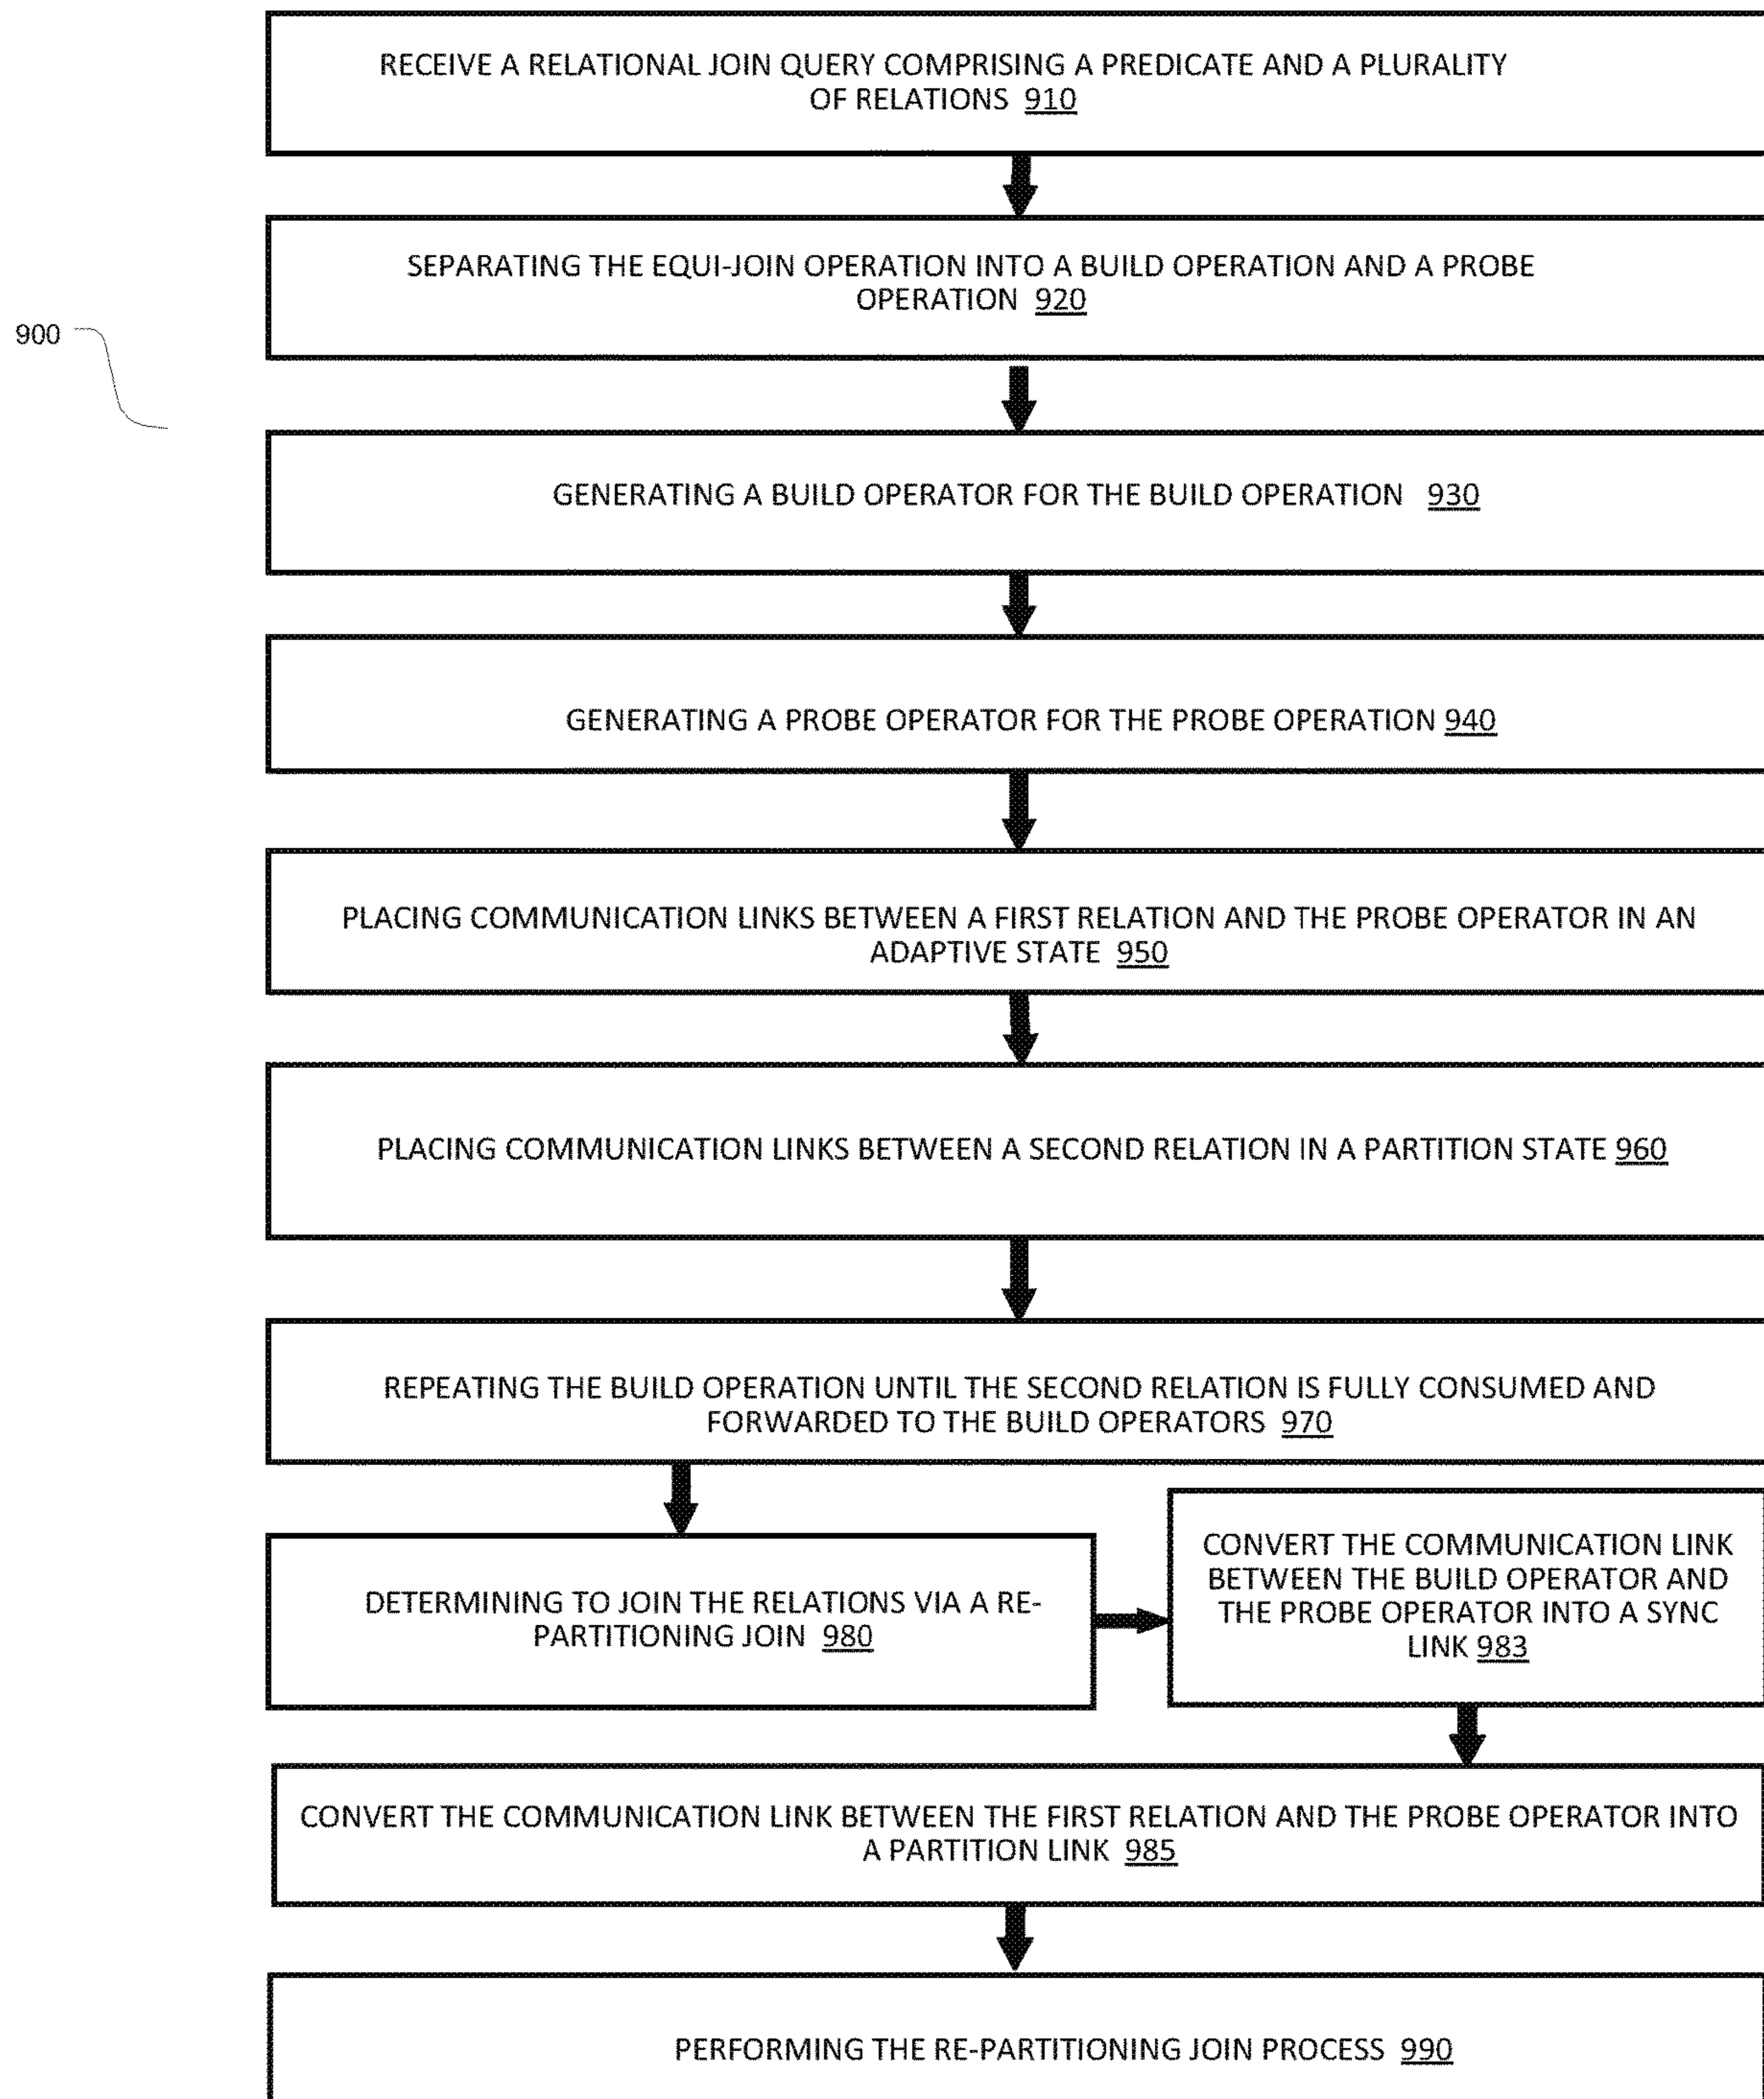 RECEIVE A RELATIONAL JOIN QUERY COMPRISING A PREDICATE AND A PLURALITY
OF RELATIONS 910
SEPARATING THE EQUI-JOIN OPERATION INTO A BUILD OPERATION AND A PROBE
OPERATION 920
900
GENERATING A BUILD OPERATOR FOR THE BUILD OPERATION 930
GENERATING A PROBE OPERATOR FOR THE PROBE OPERATION 940
PLACING COMMUNICATION LINKS BETWEEN A FIRST RELATION AND THE PROBE OPERATOR IN AN
ADAPTIVE STATE 950
PLACING COMMUNICATION LINKS BETWEEN A SECOND RELATION IN A PARTITION STATE 960
REPEATING THE BUILD OPERATION UNTIL THE SECOND RELATION IS FULLY CONSUMED AND
FORWARDED TO THE BUILD OPERATORS 970
DETERMINING TO JOIN THE RELATIONS VIA A RE-
PARTITIONING JOIN 980
CONVERT THE COMMUNICATION LINK
BETWEEN THE BUILD OPERATOR AND
THE PROBE OPERATOR INTO A SYNC
LINK 983
CONVERT THE COMMUNICATION LINK BETWEEN THE FIRST RELATION AND THE PROBE OPERATOR INTO
A PARTITION LINK 985
PERFORMING THE RE-PARTITIONING JOIN PROCESS 990